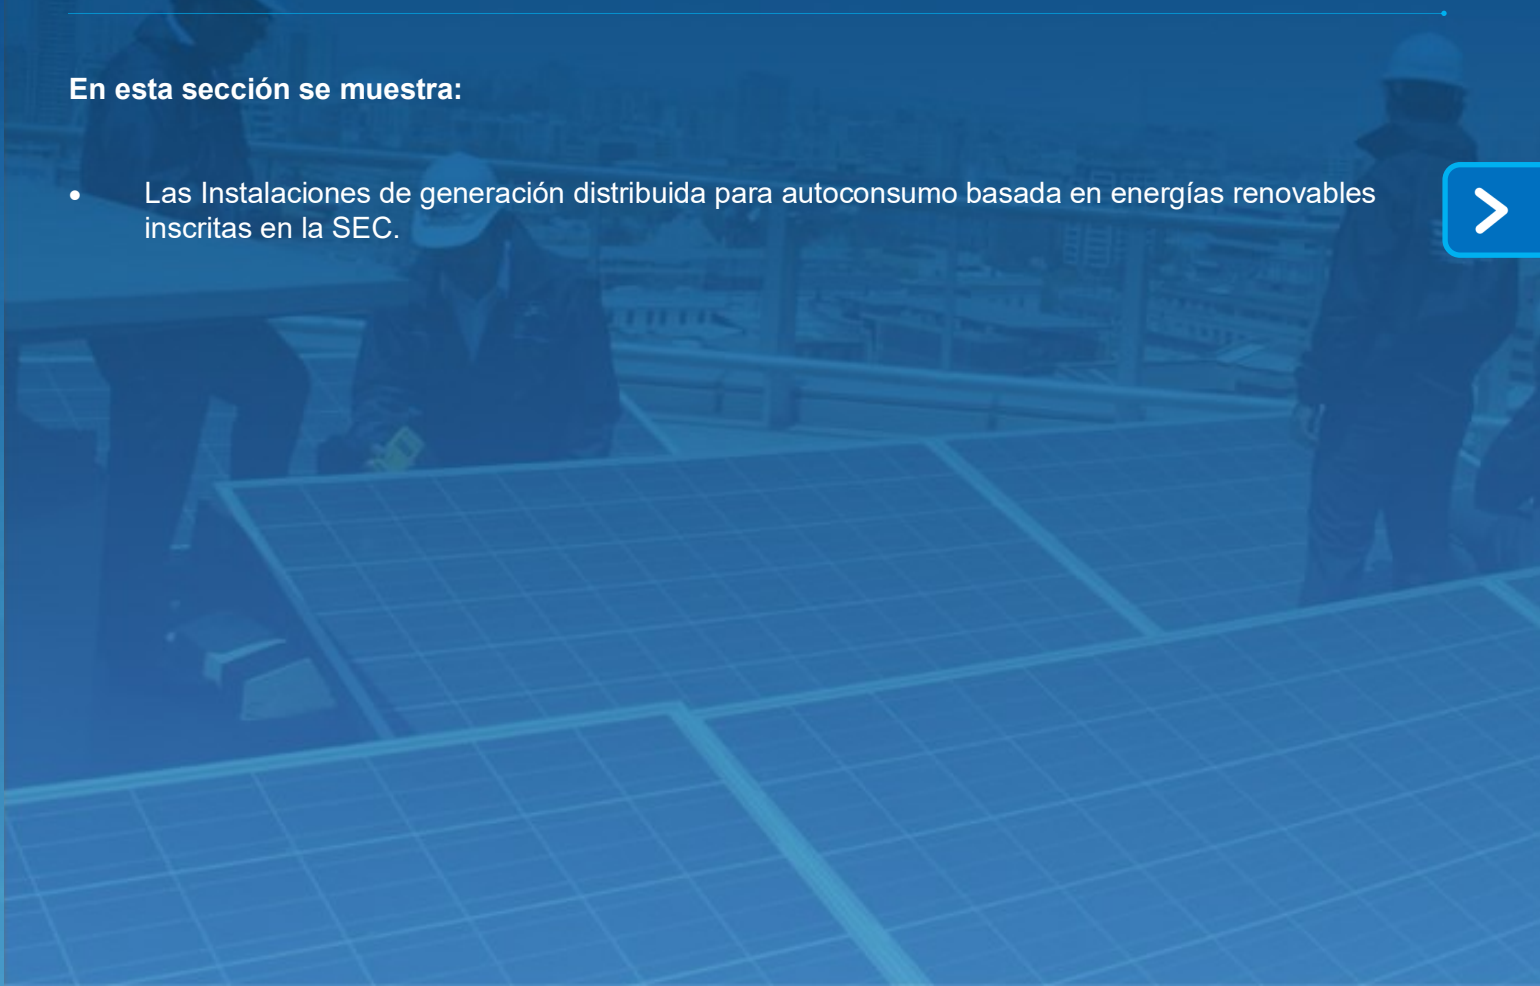 En esta sección se muestra:
• Las Instalaciones de generación distribuida para autoconsumo basada en energías renovables
inscritas en la SEC.